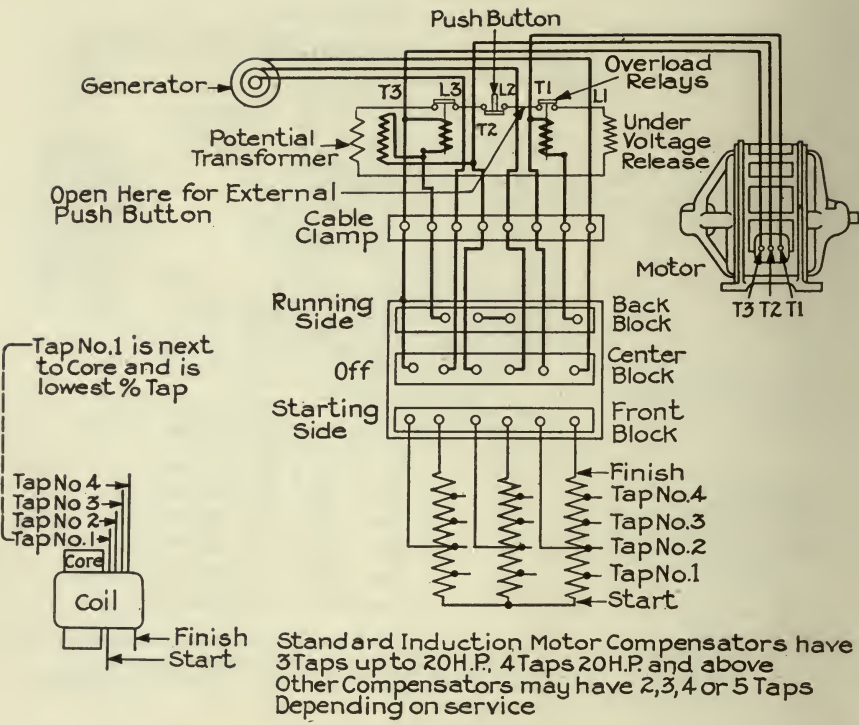 Push Button
Generator
T3
L3
L2
T1
L1
Overload
Relays
T2
Potential
Transformer
Under
Voltage
Release
Open Here for External
Push Button
Cable
Clamp
Motor
T3 T2 T1
Running
Side
Back
Block
Off
Center
Block
Starting
Side
Front
Block
Tap No.1 is next
to Core and is
lowest % Tap
Tap No 4
Tap No 3
Tap No 2
Tap No. 1
Core
Coil
Finish
Start
Finish
Tap No.4
Tap No.3
Tap No.2
Tap No.1
Start
Standard Induction Motor Compensators have
3 Taps up to 20 H.P. 4 Taps 20 H.P. and above
Other Compensators may have 2,3,4 or 5 Taps
Depending on service